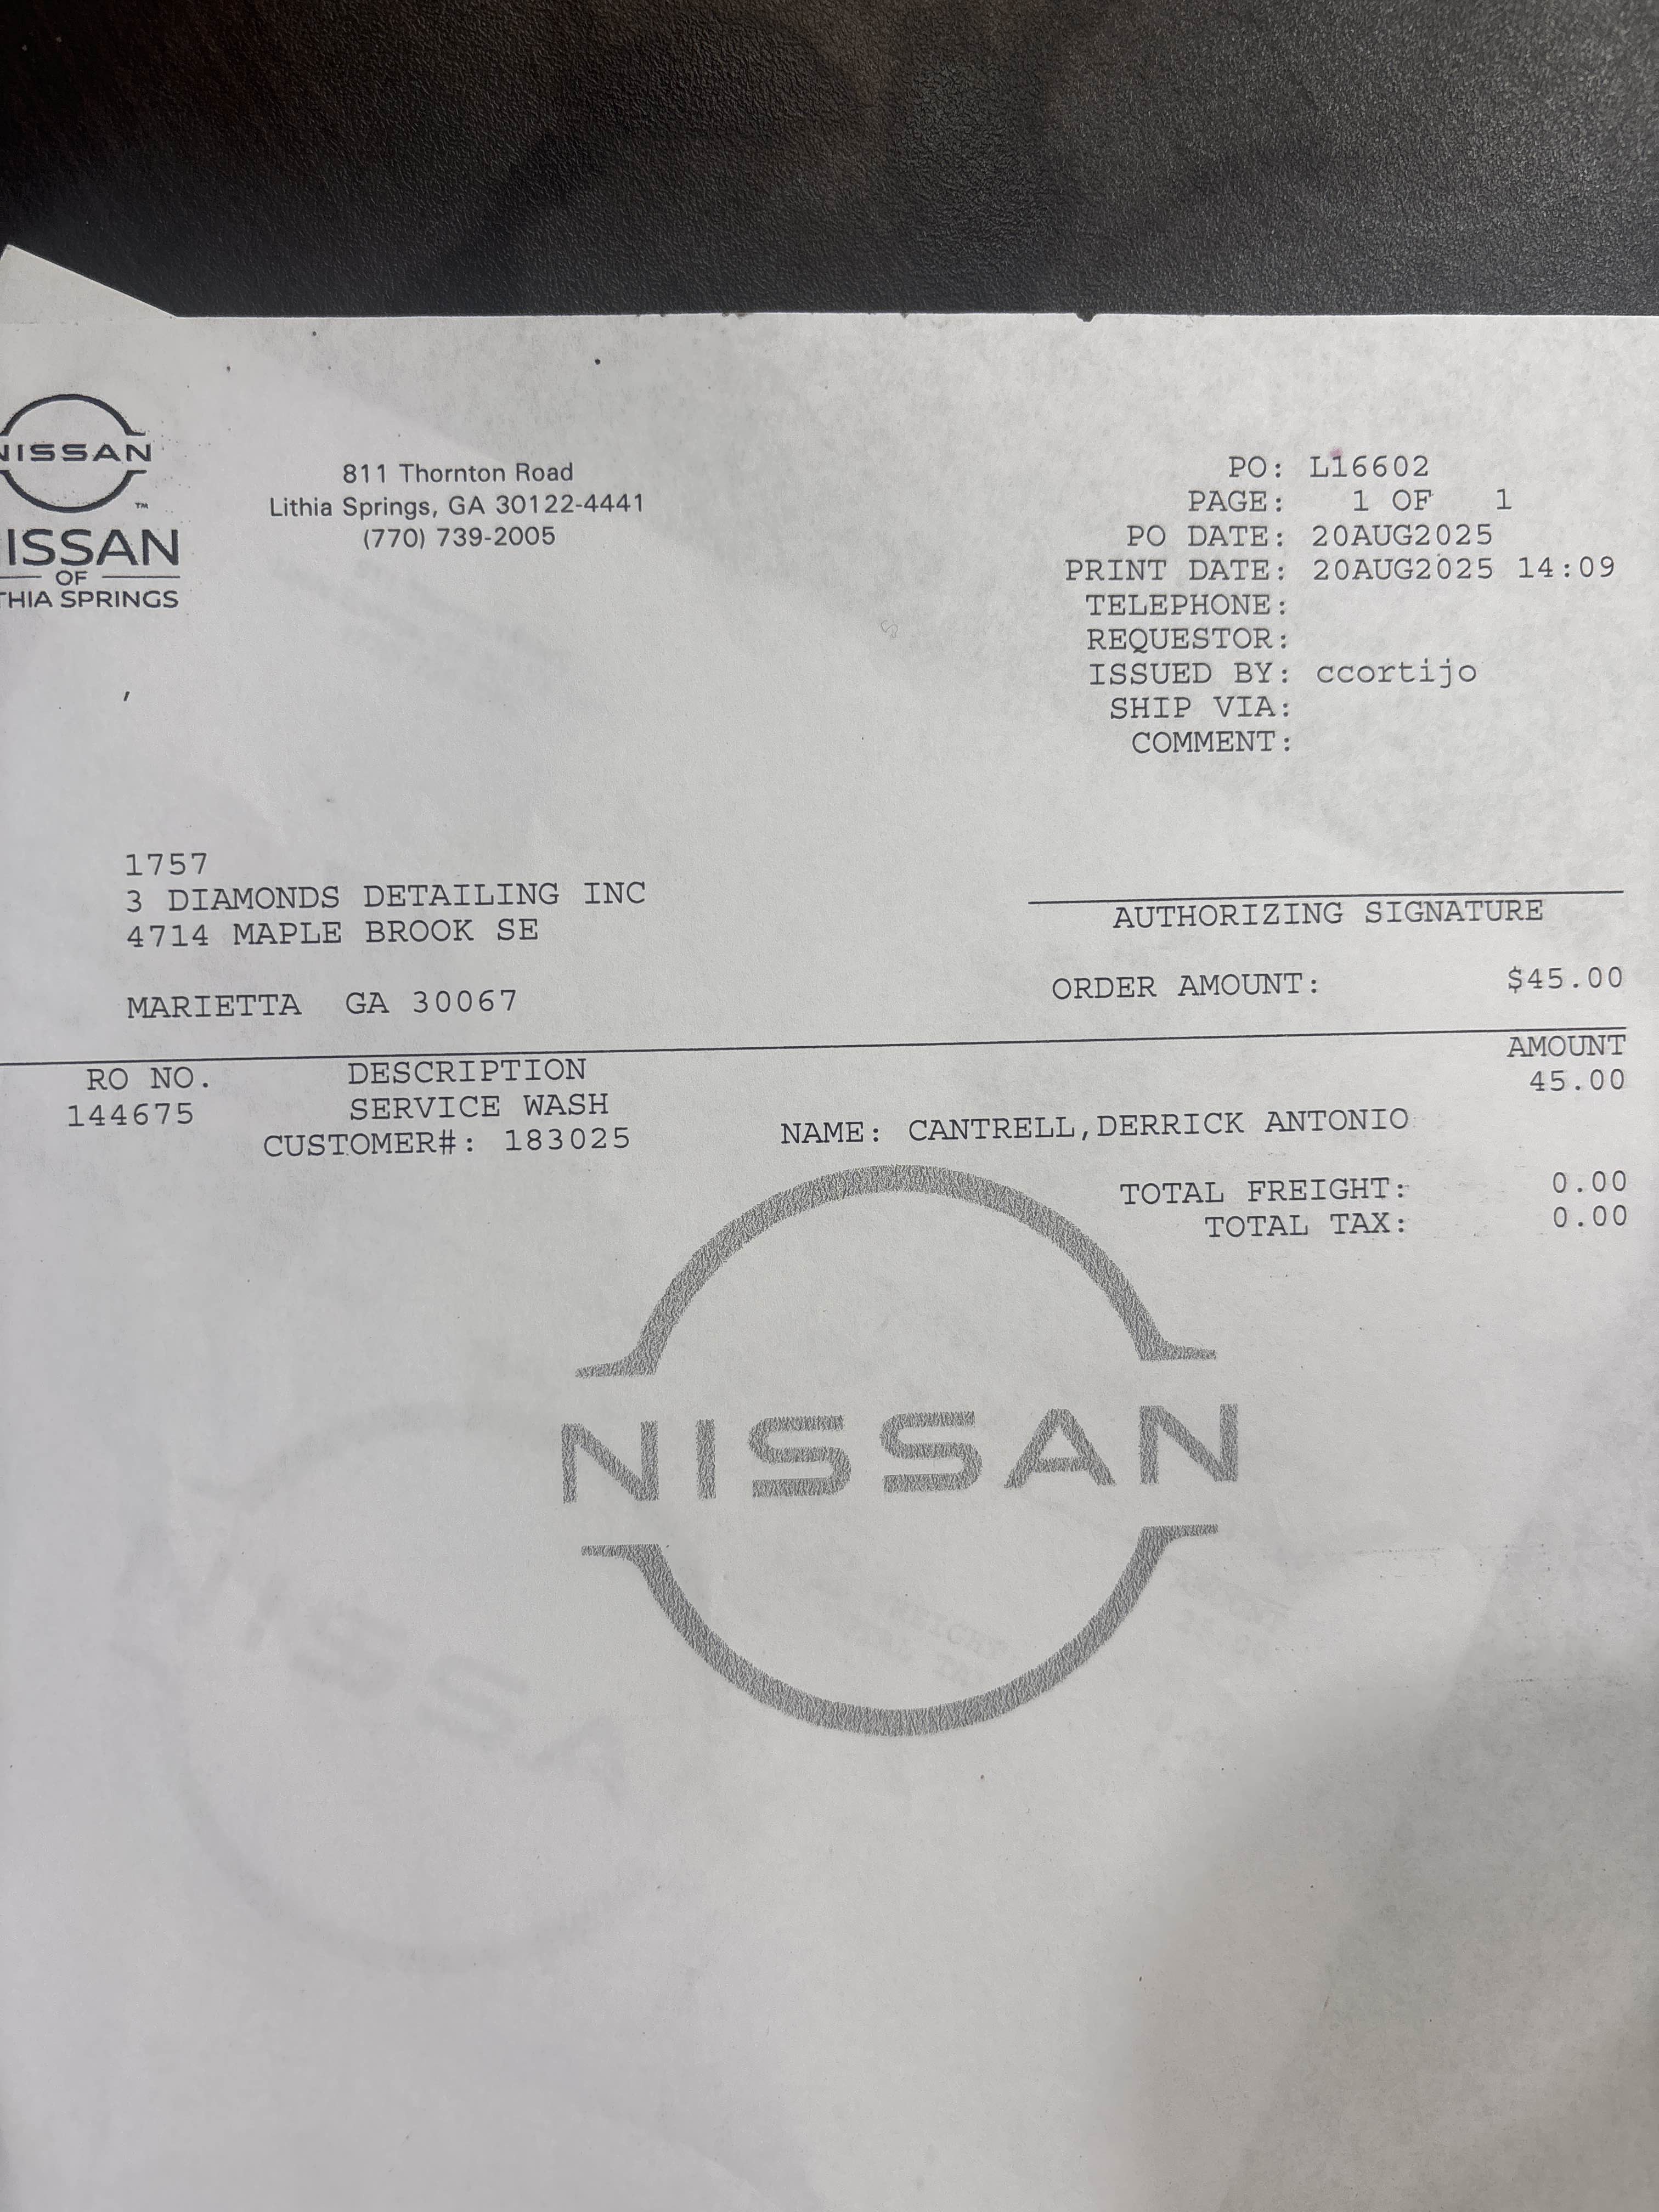 NISSAN
NISSAN
OF
THIA SPRINGS
811 Thornton Road
Lithia Springs, GA 30122-4441
(770) 739-2005
PO: L16602
PAGE: 1 OF 1
PO DATE: 20AUG2025
PRINT DATE: 20AUG2025 14:09
TELEPHONE:
REQUESTOR:
ISSUED BY: ccortijo
SHIP VIA:
COMMENT:
,
1757
3 DIAMONDS DETAILING INC
4714 MAPLE BROOK SE
MARIETTA GA 30067
AUTHORIZING SIGNATURE
ORDER AMOUNT: $45.00
RO NO. DESCRIPTION AMOUNT
144675 SERVICE WASH 45.00
CUSTOMER#: 183025 NAME: CANTRELL,DERRICK ANTONIO
TOTAL FREIGHT: 0.00
TOTAL TAX: 0.00
NISSAN